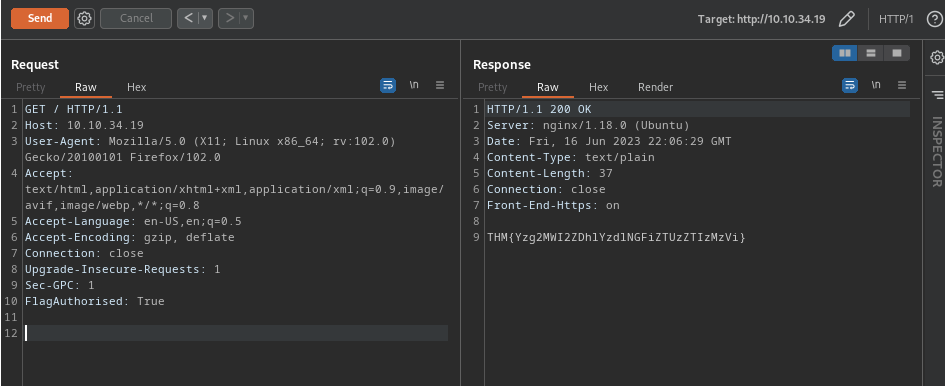 Send Cancel < ▼ > ▼ Target: http://10.10.34.19 HTTP/1 ?
Request
Pretty Raw Hex \n
1 GET / HTTP/1.1
2 Host: 10.10.34.19
3 User-Agent: Mozilla/5.0 (X11; Linux x86_64; rv:102.0)
Gecko/20100101 Firefox/102.0
4 Accept:
text/html,application/xhtml+xml,application/xml;q=0.9,image/
avif,image/webp,*/*;q=0.8
5 Accept-Language: en-US,en;q=0.5
6 Accept-Encoding: gzip, deflate
7 Connection: close
8 Upgrade-Insecure-Requests: 1
9 Sec-GPC: 1
10 FlagAuthorised: True
11
12
Response
Pretty Raw Hex Render \n
1 HTTP/1.1 200 OK
2 Server: nginx/1.18.0 (Ubuntu)
3 Date: Fri, 16 Jun 2023 22:06:29 GMT
4 Content-Type: text/plain
5 Content-Length: 37
6 Connection: close
7 Front-End-Https: on
8
9 THM{Yzg2MWI2ZDhlYzdlNGFiZTUzZTIzMzVi}
INSPECTOR